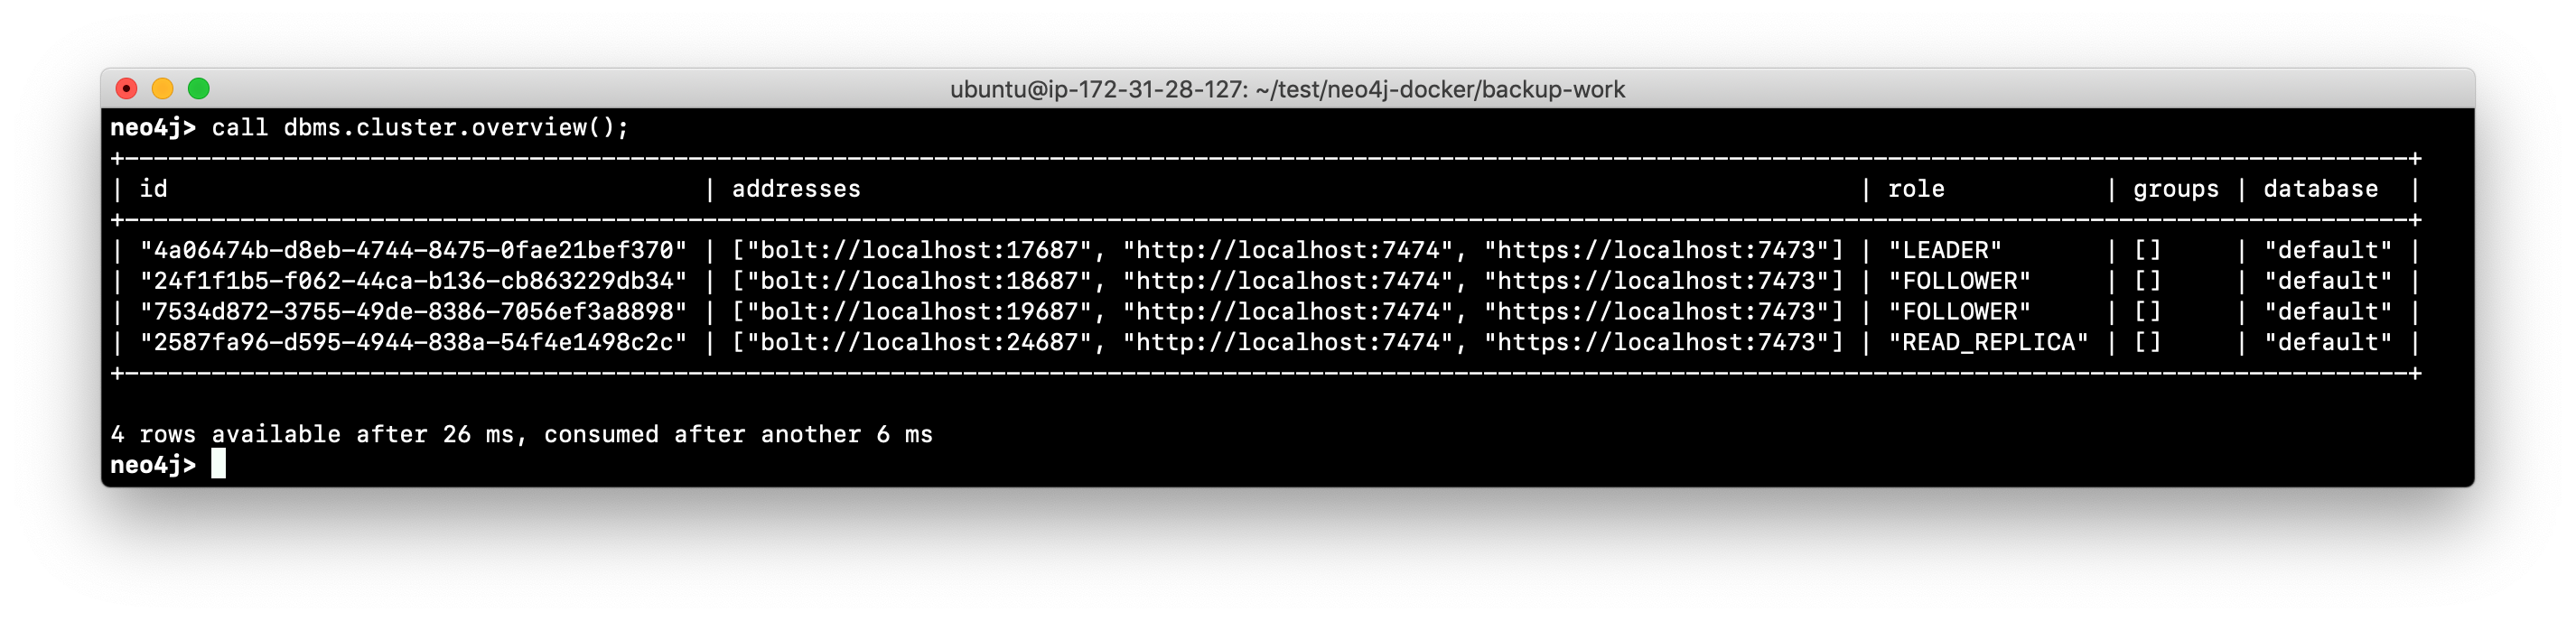 ubuntu@ip-172-31-28-127: ~/test/neo4j-docker/backup-work
neo4j> call dbms.cluster.overview();
+---------------------------------------------------------------------------------------------------------------------------------------------------------------+
| id                                     | addresses                                                                     | role           | groups | database  |
+---------------------------------------------------------------------------------------------------------------------------------------------------------------+
| "4a06474b-d8eb-4744-8475-0fae21bef370" | ["bolt://localhost:17687", "http://localhost:7474", "https://localhost:7473"] | "LEADER"       | []     | "default" |
| "24f1f1b5-f062-44ca-b136-cb863229db34" | ["bolt://localhost:18687", "http://localhost:7474", "https://localhost:7473"] | "FOLLOWER"     | []     | "default" |
| "7534d872-3755-49de-8386-7056ef3a8898" | ["bolt://localhost:19687", "http://localhost:7474", "https://localhost:7473"] | "FOLLOWER"     | []     | "default" |
| "2587fa96-d595-4944-838a-54f4e1498c2c" | ["bolt://localhost:24687", "http://localhost:7474", "https://localhost:7473"] | "READ_REPLICA" | []     | "default" |
+---------------------------------------------------------------------------------------------------------------------------------------------------------------+
4 rows available after 26 ms, consumed after another 6 ms
neo4j>